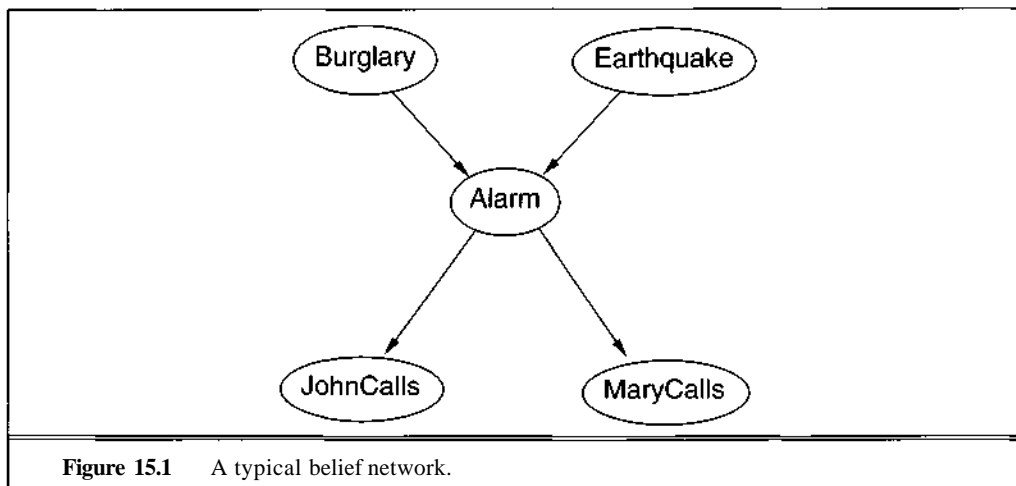 Burglary
Earthquake
Alarm
JohnCalls
MaryCalls
Figure 15.1 A typical belief network.